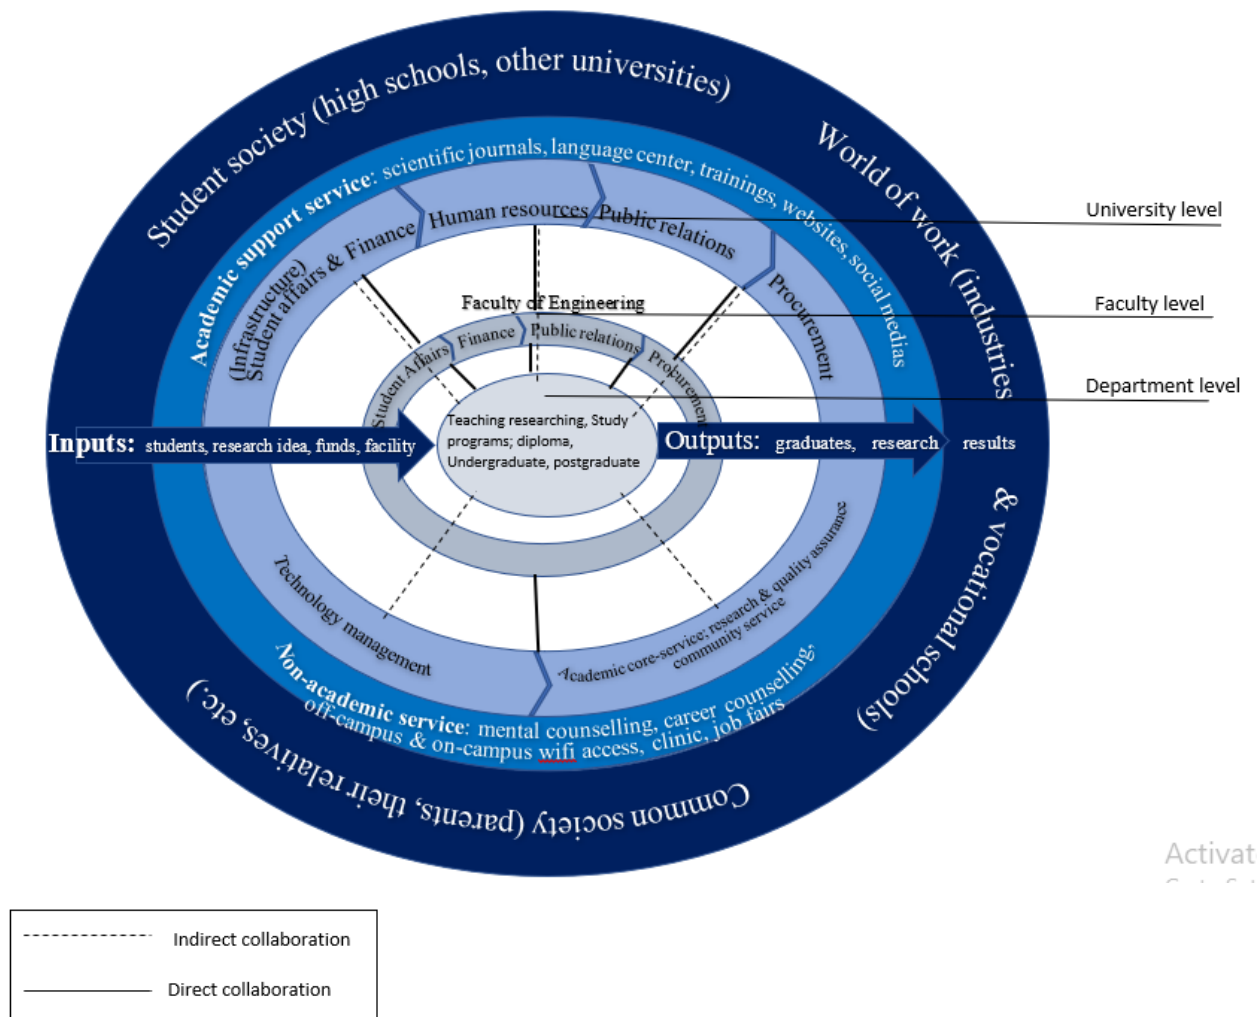 Student society (high schools, other universities)
World of work (industries
& vocational schools)
Common society (parents, their relatives, etc.)
Academic support service: scientific journals, language center, trainings, websites, social medias
Non-academic service: mental counselling, career counselling,
off-campus & on-campus wifi access, clinic, job fairs
(Infrastructure)
Student affairs & Finance
Human resources
Public relations
Procurement
Technology management
Academic core-service; research & quality assurance
community service
Faculty of Engineering
Student Affairs
Finance
Public relations
Procurement
Inputs: students, research idea, funds, facility
Teaching researching, Study
programs; diploma,
Undergraduate, postgraduate
Outputs: graduates, research results
University level
Faculty level
Department level
Activat
Indirect collaboration
Direct collaboration